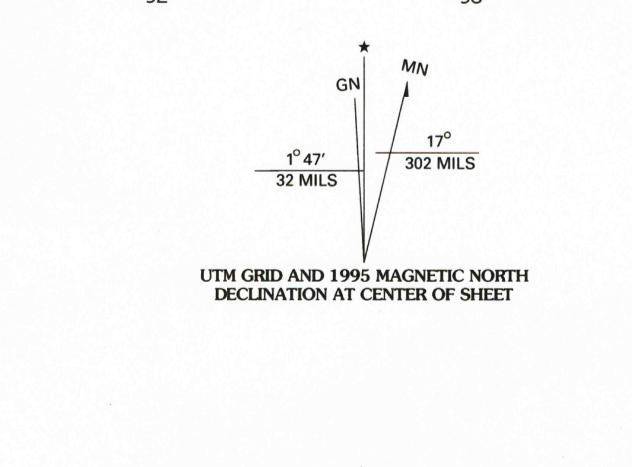 ★
GN
MN
17°
302 MILS
1° 47′
32 MILS
UTM GRID AND 1995 MAGNETIC NORTH
DECLINATION AT CENTER OF SHEET